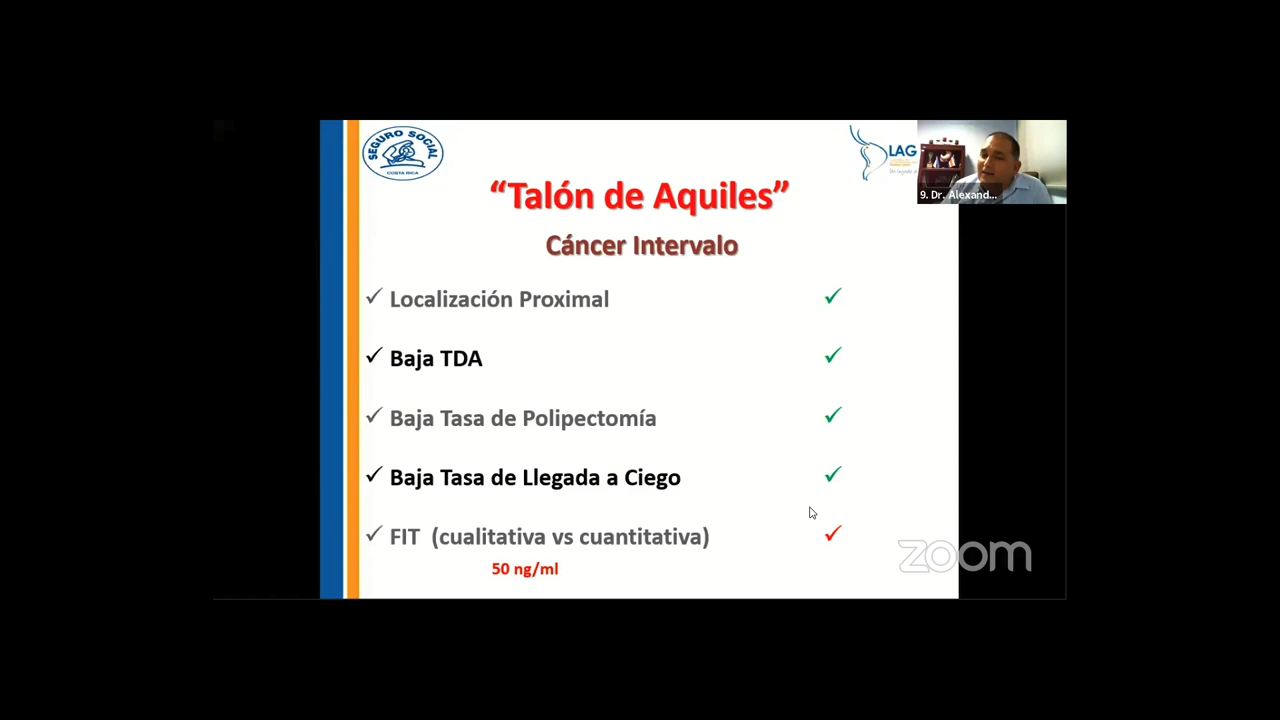 SEGURO SOCIAL
COSTA RICA
LAG
9. Dr. Alexand...
“Talón de Aquiles”
Cáncer Intervalo
✓ Localización Proximal ✓
✓ Baja TDA ✓
✓ Baja Tasa de Polipectomía ✓
✓ Baja Tasa de Llegada a Ciego ✓
✓ FIT (cualitativa vs cuantitativa) ✓
50 ng/ml
zoom